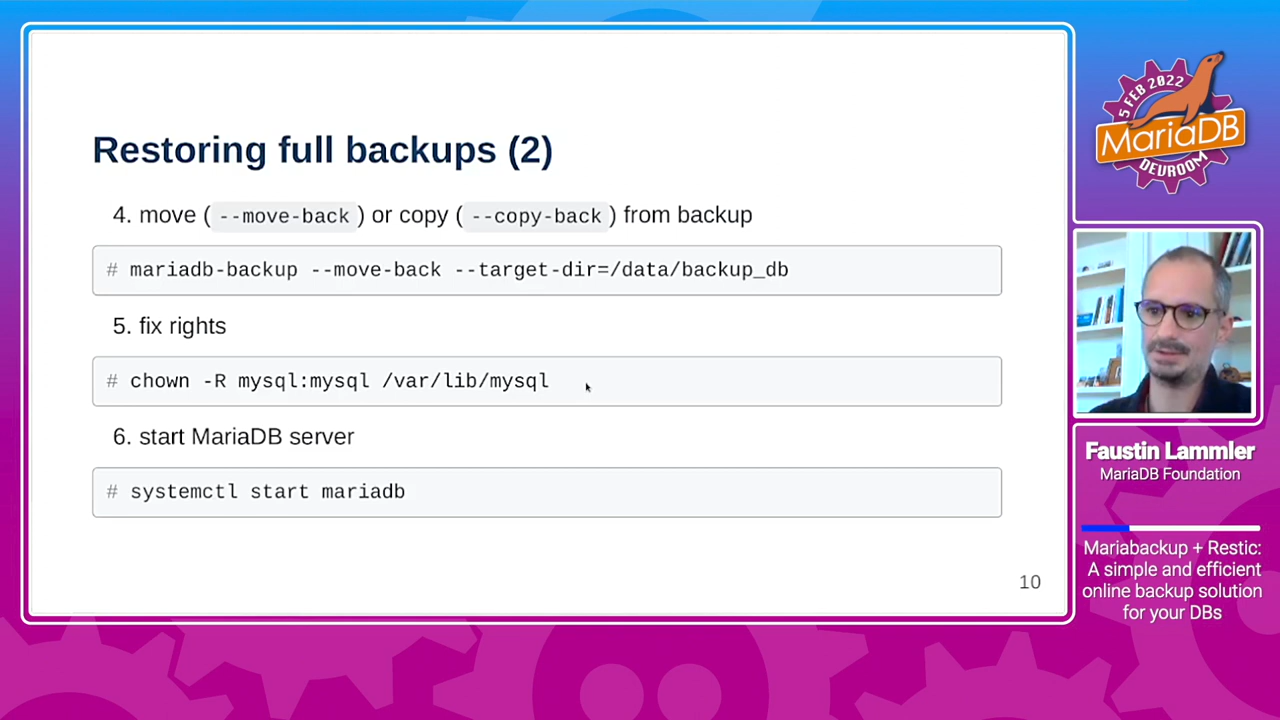 Restoring full backups (2)
4. move ( --move-back ) or copy ( --copy-back ) from backup
# mariadb-backup --move-back --target-dir=/data/backup_db
5. fix rights
# chown -R mysql:mysql /var/lib/mysql
6. start MariaDB server
# systemctl start mariadb
10
5 FEB 2022
MariaDB
DEVROOM
Faustin Lammler
MariaDB Foundation
Mariabackup + Restic:
A simple and efficient
online backup solution
for your DBs